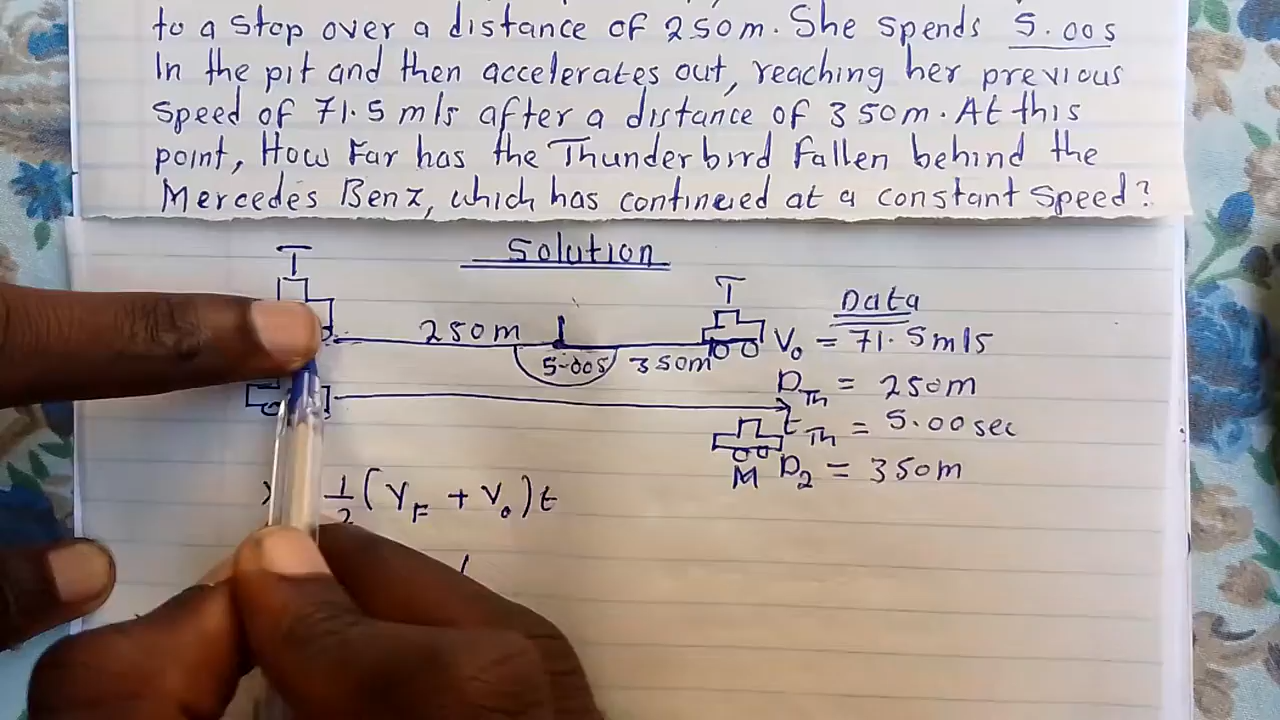 to a stop over a distance of 250m. She spends 5.00s
In the pit and then accelerates out, reaching her previous
Speed of 71.5 m/s after a distance of 350m. At this
point, How Far has the Thunderbird Fallen behind the
Mercedes Benz, which has continued at a constant Speed?
Solution
T
T
Data
250m
5.00s
350m
V₀ = 71.5m/s
D_Th = 250m
t_Th = 5.00sec
M
D₂ = 350m
1/2 (V_F + V₀)t